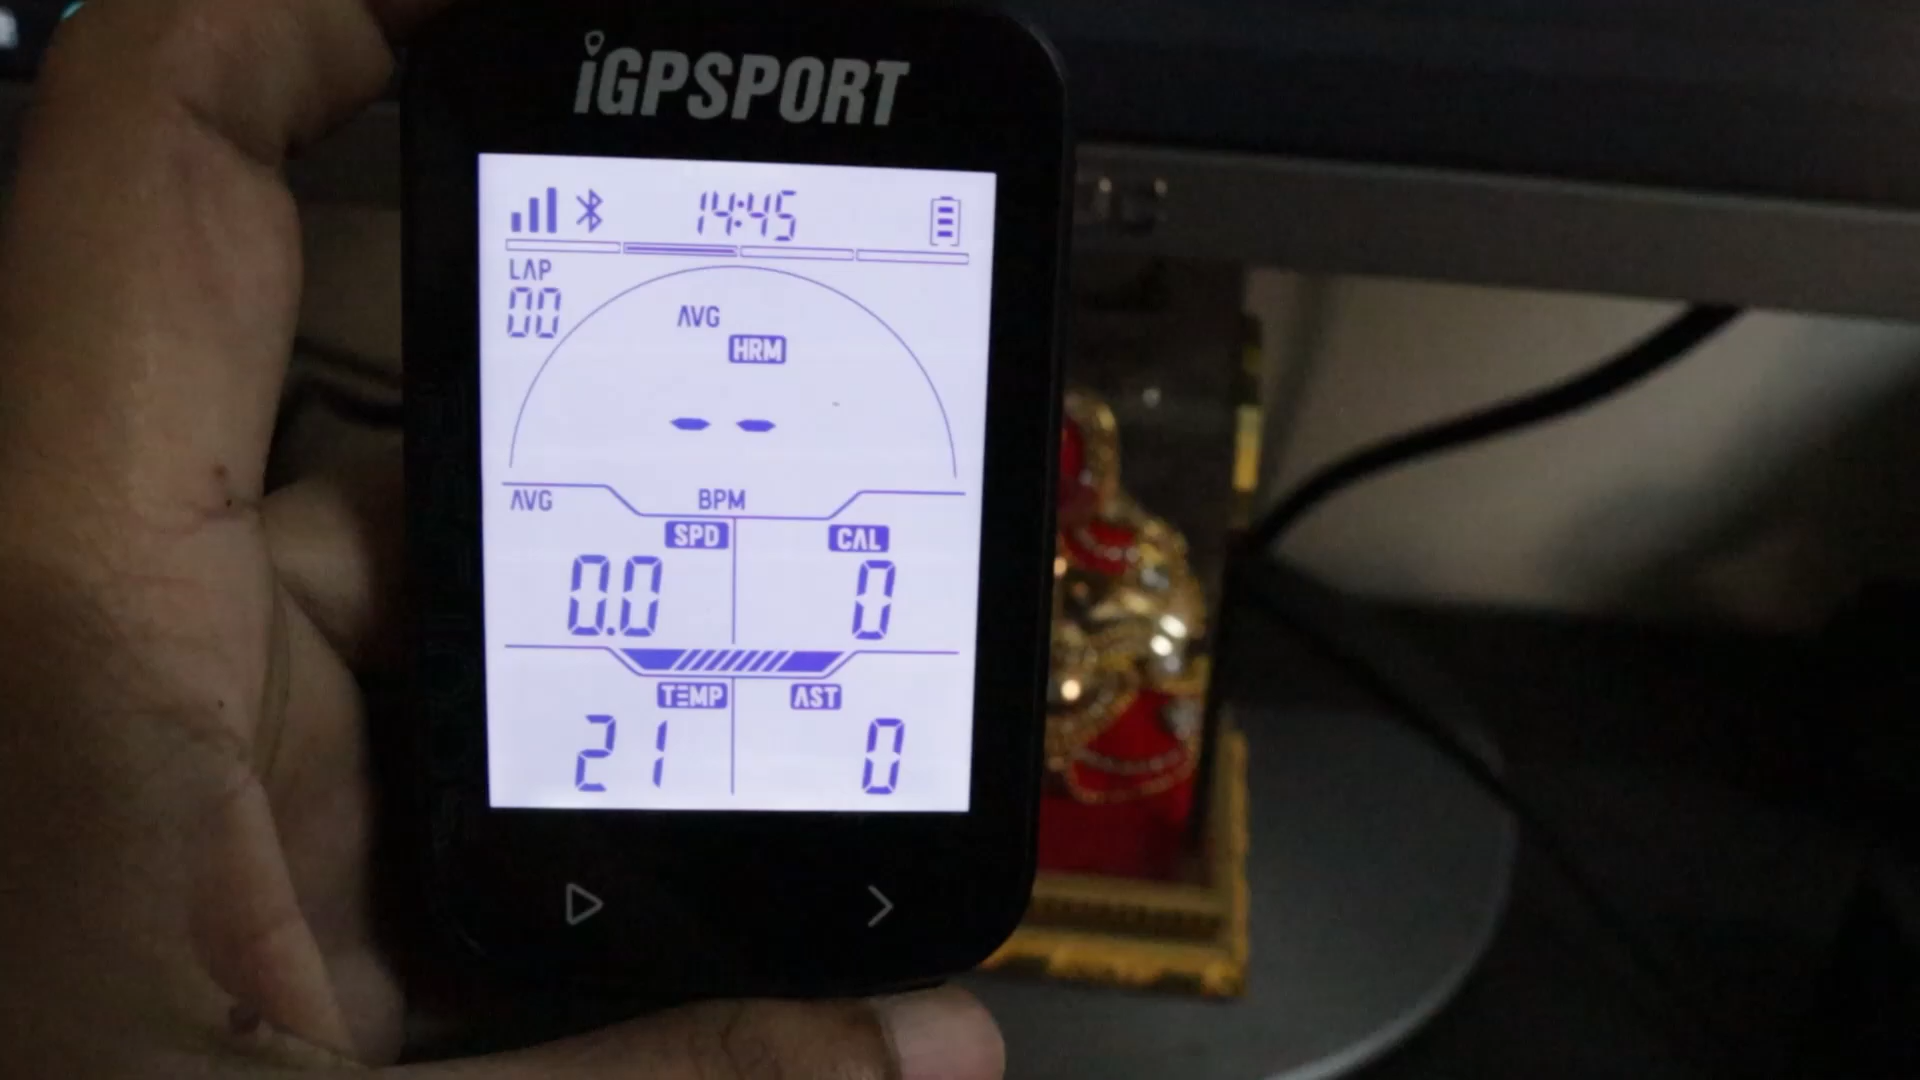 iGPSPORT
14:45
LAP
00
AVG
HRM
- -
AVG
BPM
SPD
CAL
0.0
0
TEMP
AST
21
0